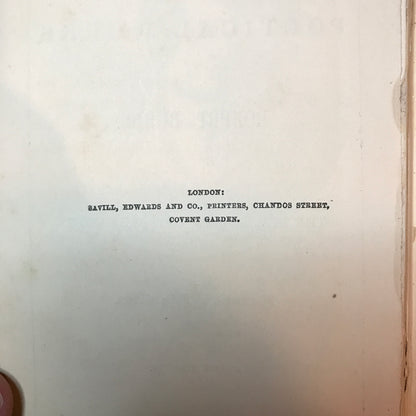 LONDON:
SAVILL, EDWARDS AND CO., PRINTERS, CHANDOS STREET,
COVENT GARDEN.